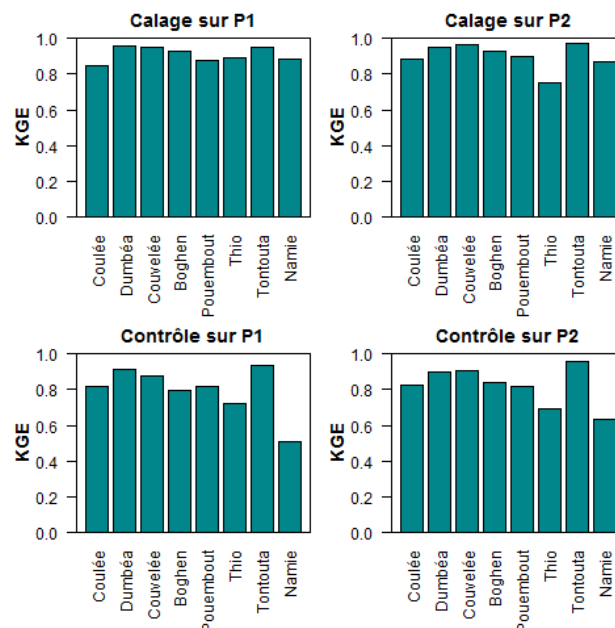 Calage sur P1
KGE
1.0
0.8
0.6
0.4
0.2
0.0
Coulée
Dumbéa
Couvelée
Boghen
Pouembout
Thio
Tontouta
Namie
Calage sur P2
KGE
1.0
0.8
0.6
0.4
0.2
0.0
Coulée
Dumbéa
Couvelée
Boghen
Pouembout
Thio
Tontouta
Namie
Contrôle sur P1
KGE
1.0
0.8
0.6
0.4
0.2
0.0
Coulée
Dumbéa
Couvelée
Boghen
Pouembout
Thio
Tontouta
Namie
Contrôle sur P2
KGE
1.0
0.8
0.6
0.4
0.2
0.0
Coulée
Dumbéa
Couvelée
Boghen
Pouembout
Thio
Tontouta
Namie